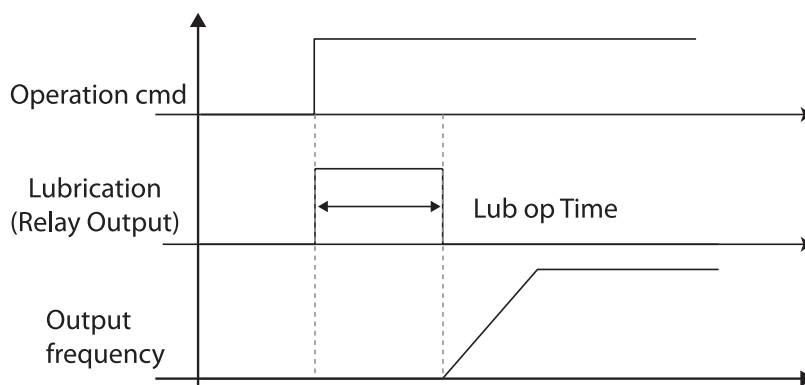 Operation cmd
Lubrication
(Relay Output)
Lub op Time
Output
frequency